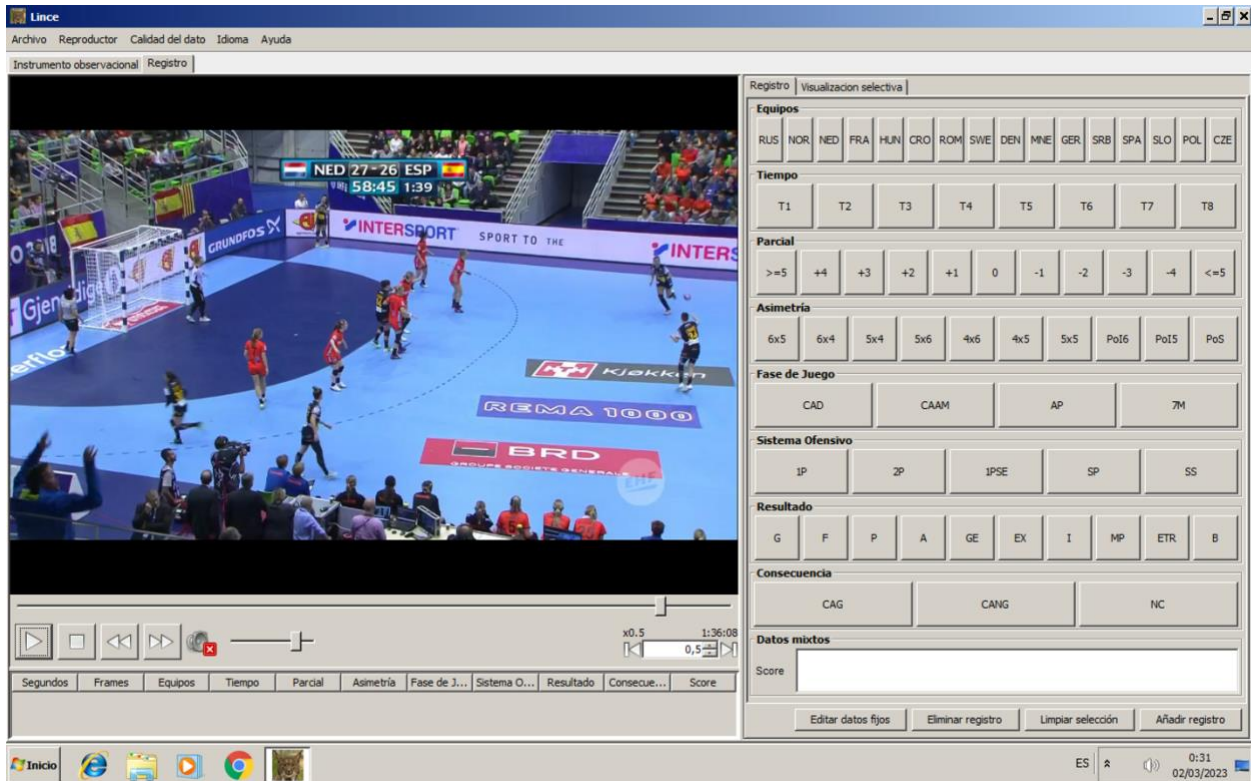 Lince
Archivo Reproductor Calidad del dato Idioma Ayuda
Instrumento observacional Registro
NED 27-26 ESP
58:45 1:39
GRUNDFOS
INTERSPORT
SPORT TO THE
INTERS
Gjen dige
Kjøkken
REMA 1000
BRD
GROUPE SOCIETE GENERALE
EHF
x0.5 1:36:08
0,5
Segundos Frames Equipos Tiempo Parcial Asimetría Fase de J... Sistema O... Resultado Consecue... Score
Registro Visualizacion selectiva
Equipos
RUS NOR NED FRA HUN CRO ROM SWE DEN MNE GER SRB SPA SLO POL CZE
Tiempo
T1 T2 T3 T4 T5 T6 T7 T8
Parcial
>=5 +4 +3 +2 +1 0 -1 -2 -3 -4 <=5
Asimetría
6x5 6x4 5x4 5x6 4x6 4x5 5x5 PoI6 PoI5 PoS
Fase de Juego
CAD CAAM AP 7M
Sistema Ofensivo
1P 2P 1PSE SP SS
Resultado
G F P A GE EX I MP ETR B
Consecuencia
CAG CANG NC
Datos mixtos
Score
Editar datos fijos Eliminar registro Limpiar selección Añadir registro
Inicio
ES
0:31
02/03/2023